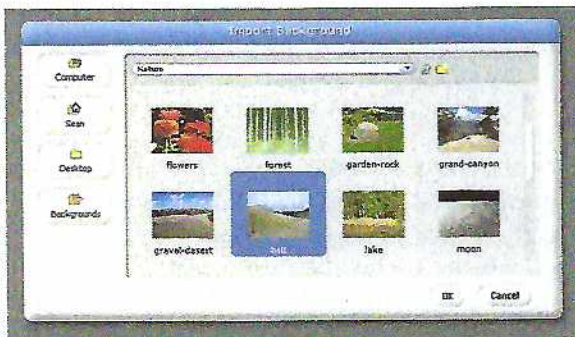 Import Background
Computer
Sean
Desktop
Backgrounds
Nature
flowers
forest
garden-rock
grand-canyon
gravel-desert
hill
lake
moon
OK
Cancel